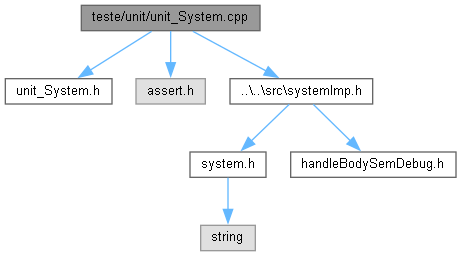 teste/unit/unit_System.cpp
unit_System.h
assert.h
..\..\src\systemImp.h
system.h
handleBodySemDebug.h
string